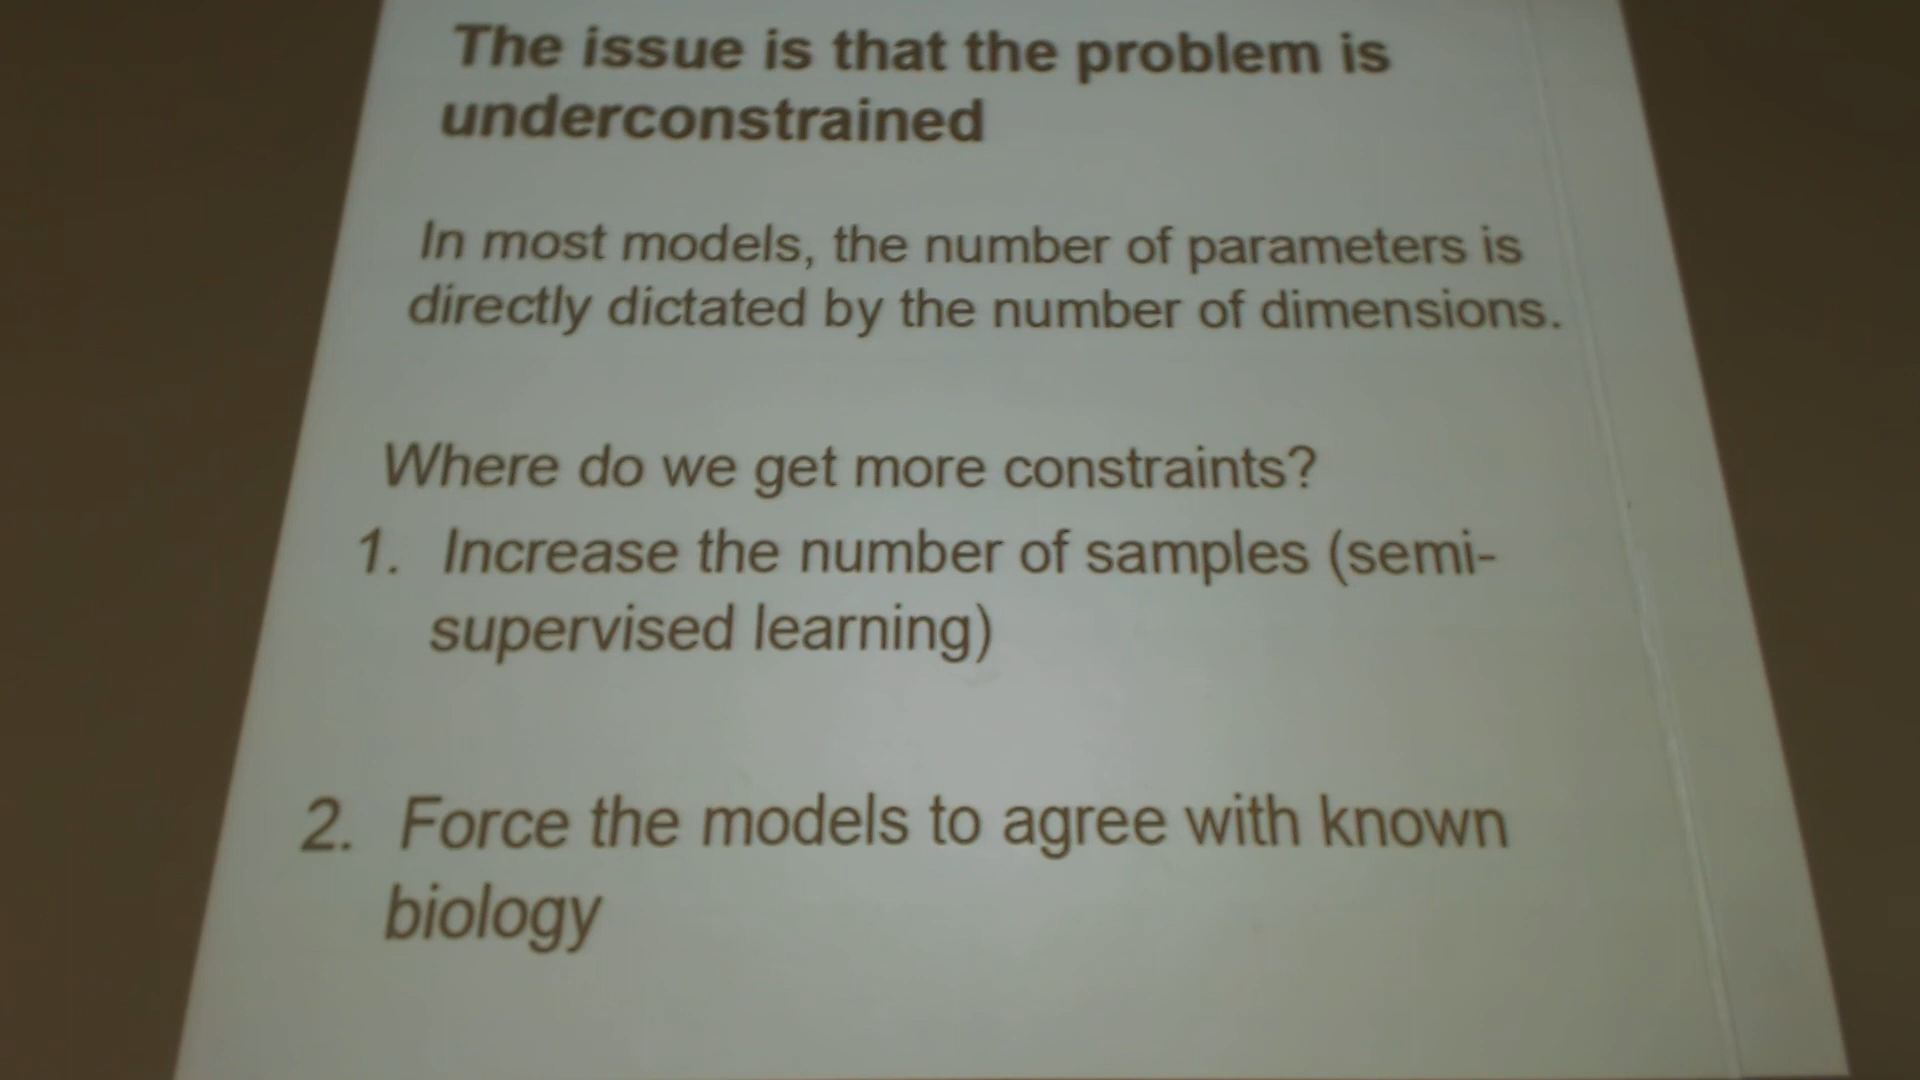 The issue is that the problem is
underconstrained
In most models, the number of parameters is
directly dictated by the number of dimensions.
Where do we get more constraints?
1. Increase the number of samples (semi-
supervised learning)
2. Force the models to agree with known
biology